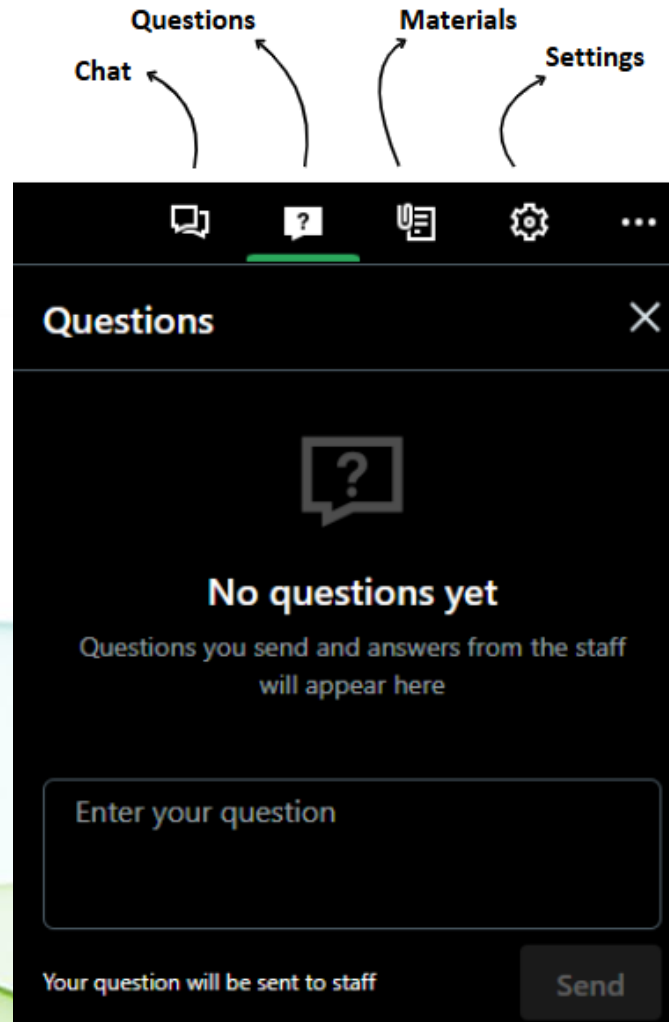 Questions
Materials
Chat
Settings
Questions
No questions yet
Questions you send and answers from the staff
will appear here
Enter your question
Your question will be sent to staff
Send